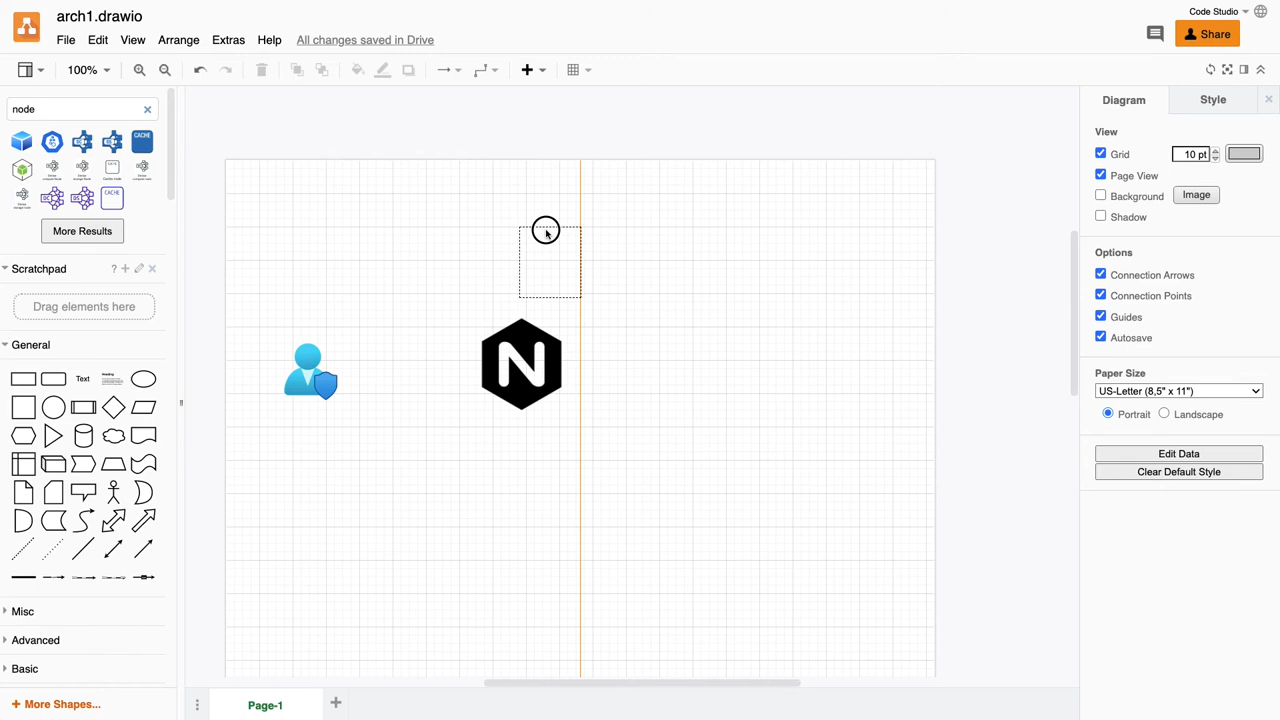 arch1.drawio
Code Studio
File Edit View Arrange Extras Help All changes saved in Drive
Share
100%
node
CACHE
CACHE
More Results
Scratchpad
?
Drag elements here
General
Text
Heading
Misc
Advanced
Basic
+ More Shapes...
N
Page-1
Diagram
Style
View
Grid
10 pt
Page View
Background
Image
Shadow
Options
Connection Arrows
Connection Points
Guides
Autosave
Paper Size
US-Letter (8,5" x 11")
Portrait
Landscape
Edit Data
Clear Default Style